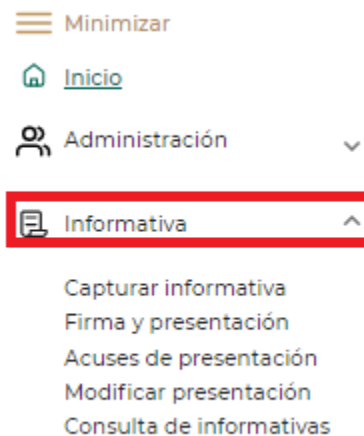 Minimizar
Inicio
Administración
Informativa
Capturar informativa
Firma y presentación
Acuses de presentación
Modificar presentación
Consulta de informativas